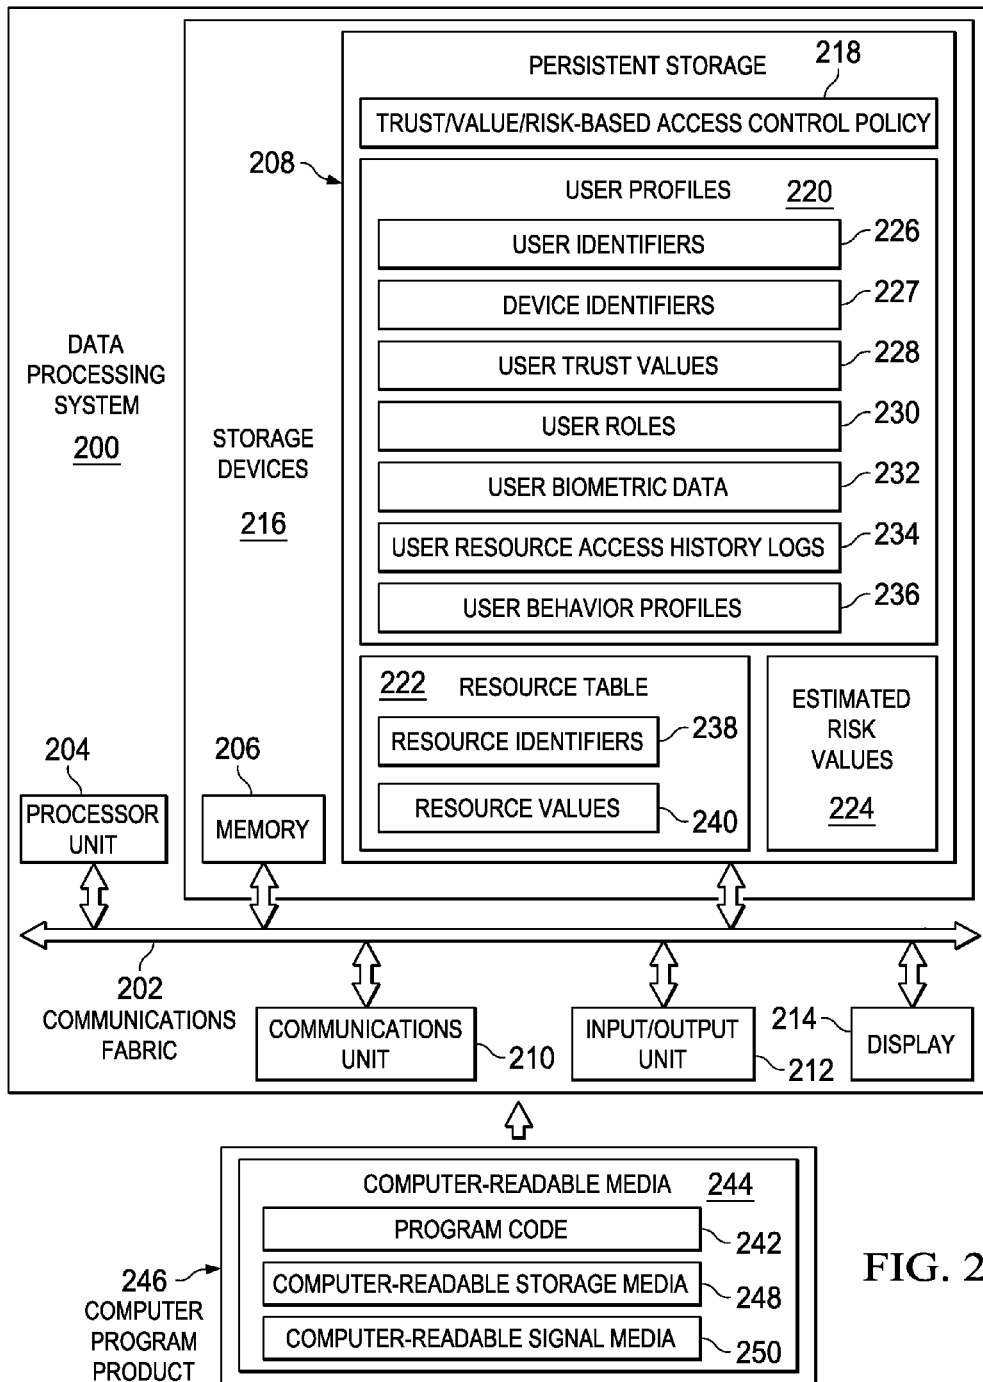 PERSISTENT STORAGE
218
TRUST/VALUE/RISK-BASED ACCESS CONTROL POLICY
208
USER PROFILES
220
USER IDENTIFIERS
226
DEVICE IDENTIFIERS
227
USER TRUST VALUES
228
USER ROLES
230
USER BIOMETRIC DATA
232
USER RESOURCE ACCESS HISTORY LOGS
234
USER BEHAVIOR PROFILES
236
DATA
PROCESSING
SYSTEM
200
STORAGE
DEVICES
216
222
RESOURCE TABLE
RESOURCE IDENTIFIERS
238
RESOURCE VALUES
240
ESTIMATED
RISK
VALUES
224
204
PROCESSOR
UNIT
206
MEMORY
202
COMMUNICATIONS
FABRIC
COMMUNICATIONS
UNIT
210
INPUT/OUTPUT
UNIT
212
214
DISPLAY
COMPUTER-READABLE MEDIA
244
PROGRAM CODE
242
COMPUTER-READABLE STORAGE MEDIA
248
COMPUTER-READABLE SIGNAL MEDIA
250
246
COMPUTER
PROGRAM
PRODUCT
FIG. 2